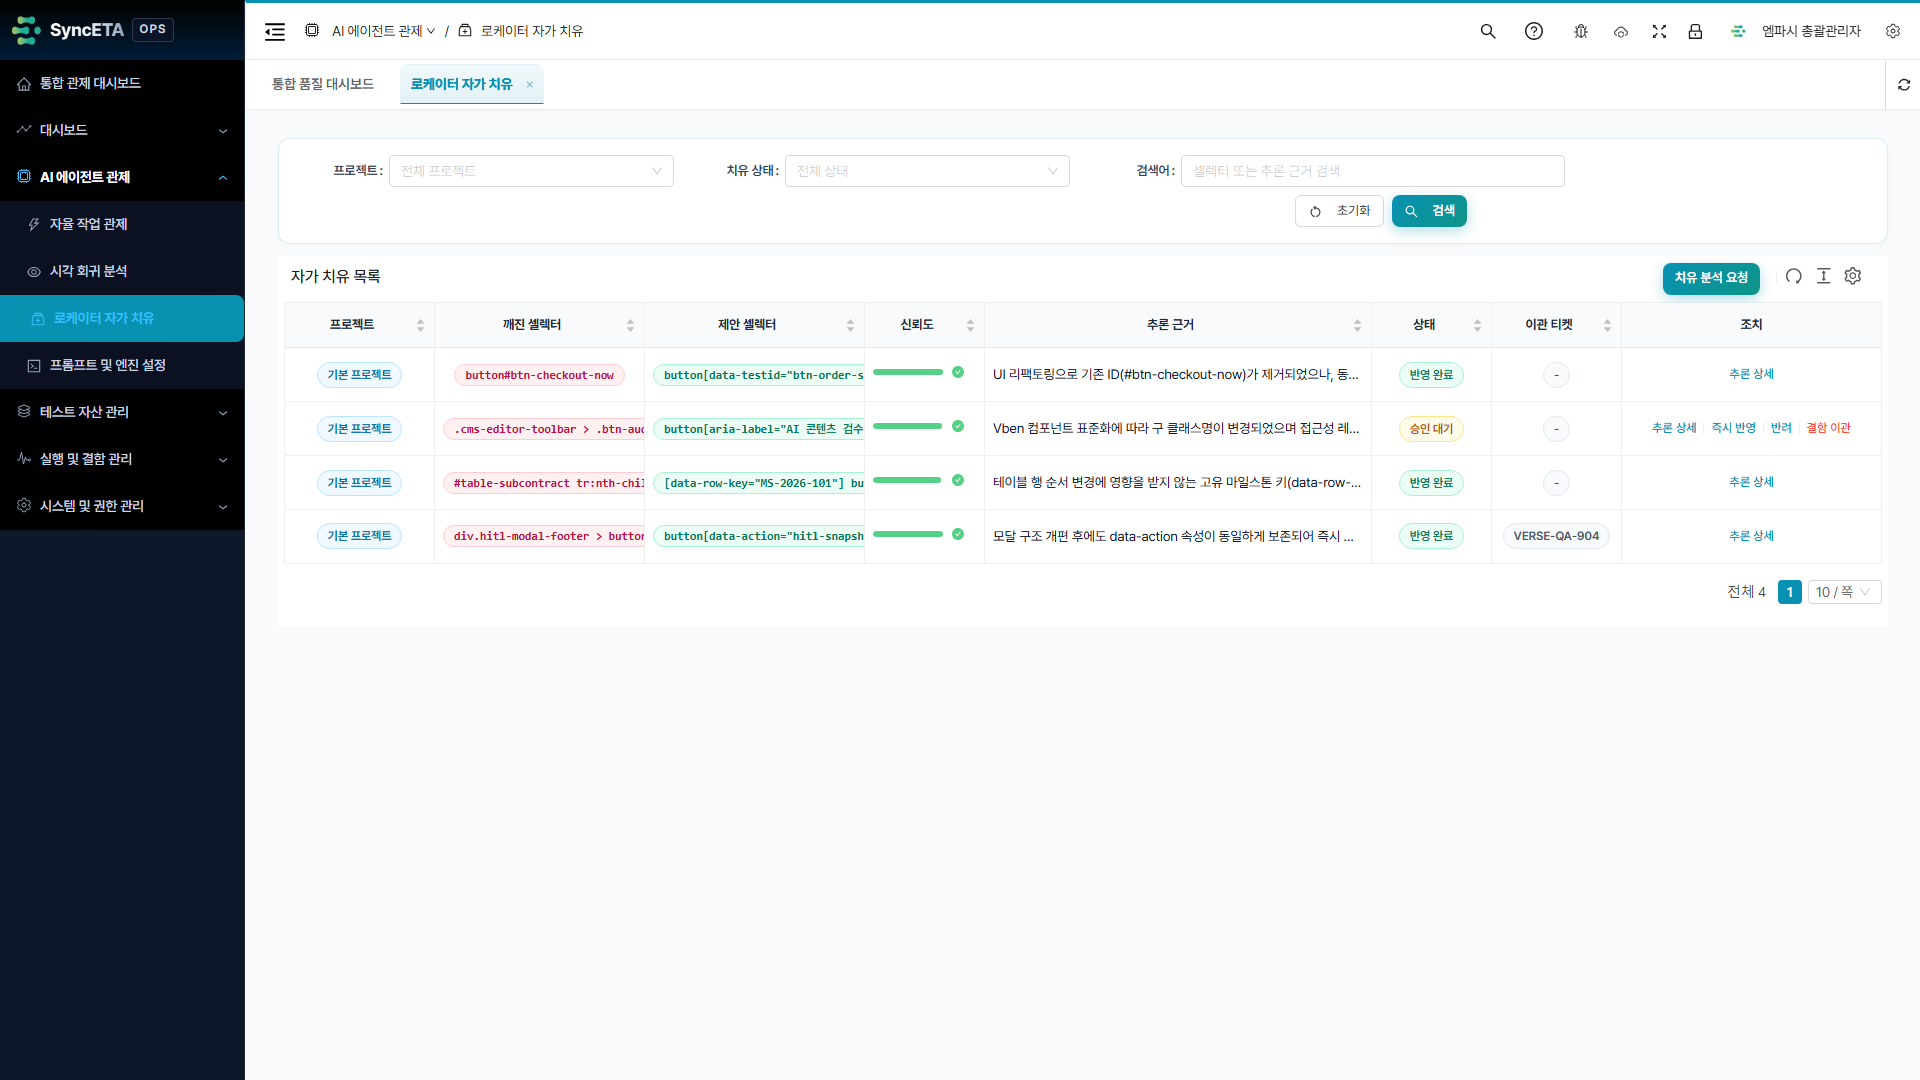 SyncETA OPS
통합 관제 대시보드
대시보드
AI 에이전트 관제
자율 작업 관제
시각 회귀 분석
로케이터 자가 치유
프롬프트 및 엔진 설정
테스트 자산 관리
실행 및 결함 관리
시스템 및 권한 관리
AI 에이전트 관제 / 로케이터 자가 치유
엠파시 총괄관리자
통합 품질 대시보드
로케이터 자가 치유 ×
프로젝트 : 전체 프로젝트
치유 상태 : 전체 상태
검색어 : 셀렉터 또는 추론 근거 검색
초기화
검색
자가 치유 목록
치유 분석 요청
프로젝트 깨진 셀렉터 제안 셀렉터 신뢰도 추론 근거 상태 이관 티켓 조치
기본 프로젝트 button#btn-checkout-now button[data-testid="btn-order-s UI 리팩토링으로 기존 ID(#btn-checkout-now)가 제거되었으나, 동... 반영 완료 - 추론 상세
기본 프로젝트 .cms-editor-toolbar > .btn-aud button[aria-label="AI 콘텐츠 검수 Vben 컴포넌트 표준화에 따라 구 클래스명이 변경되었으며 접근성 레... 승인 대기 - 추론 상세 즉시 반영 반려 결함 이관
기본 프로젝트 #table-subcontract tr:nth-chil [data-row-key="MS-2026-101"] bu 테이블 행 순서 변경에 영향을 받지 않는 고유 마일스톤 키(data-row-... 반영 완료 - 추론 상세
기본 프로젝트 div.hitl-modal-footer > button button[data-action="hitl-snapsh 모달 구조 개편 후에도 data-action 속성이 동일하게 보존되어 즉시 ... 반영 완료 VERSE-QA-904 추론 상세
전체 4 1 10 / 쪽